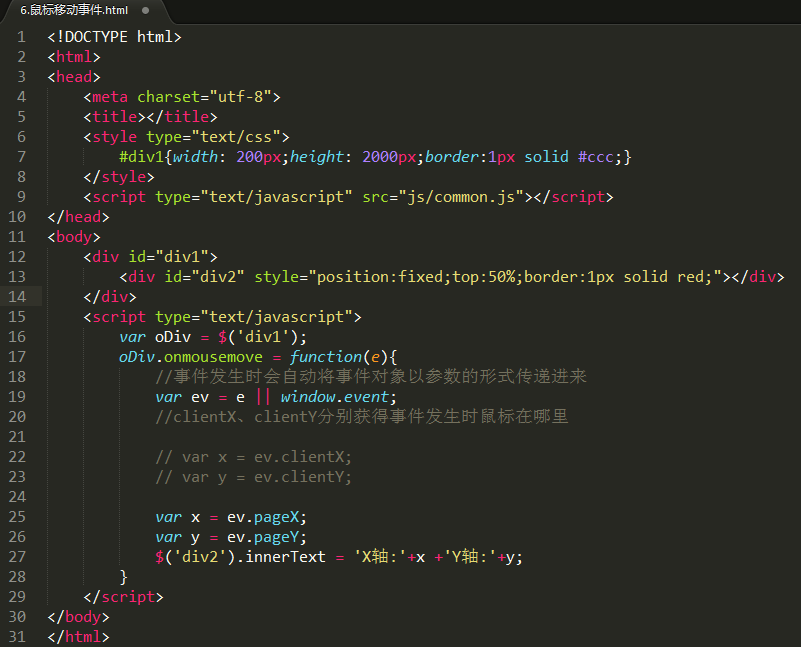 6.鼠标移动事件.html
1 <!DOCTYPE html>
2 <html>
3 <head>
4     <meta charset="utf-8">
5     <title></title>
6     <style type="text/css">
7         #div1{width: 200px;height: 2000px;border:1px solid #ccc;}
8     </style>
9     <script type="text/javascript" src="js/common.js"></script>
10 </head>
11 <body>
12     <div id="div1">
13         <div id="div2" style="position:fixed;top:50%;border:1px solid red;"></div>
14     </div>
15     <script type="text/javascript">
16         var oDiv = $('div1');
17         oDiv.onmousemove = function(e){
18             //事件发生时会自动将事件对象以参数的形式传递进来
19             var ev = e || window.event;
20             //clientX、clientY分别获得事件发生时鼠标在哪里
21
22             // var x = ev.clientX;
23             // var y = ev.clientY;
24
25             var x = ev.pageX;
26             var y = ev.pageY;
27             $('div2').innerText = 'X轴:'+x +'Y轴:'+y;
28         }
29     </script>
30 </body>
31 </html>